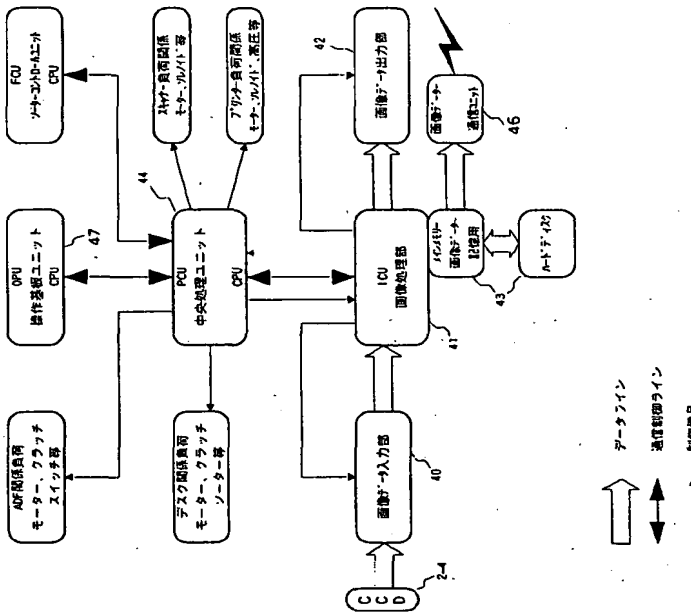 ADF関係負荷
モーター、クラッチ
スイッチ等
OPU
操作基板ユニット
CPU
47
FCU
ソーターコントロールユニット
CPU
デスク関係負荷
モーター、クラッチ
ソーター等
PCU
中央処理ユニット
CPU
44
スキャナー負荷関係
モーター、ソレノイド等
プリンター負荷関係
モーター、ソレノイド、高圧等
CCD
2-4
画像データ入力部
40
ICU
画像処理部
41
画像データ出力部
42
メインメモリー
画像データー
記憶用
43
ハードディスク
画像データー
通信ユニット
46
データライン
通信制御ライン